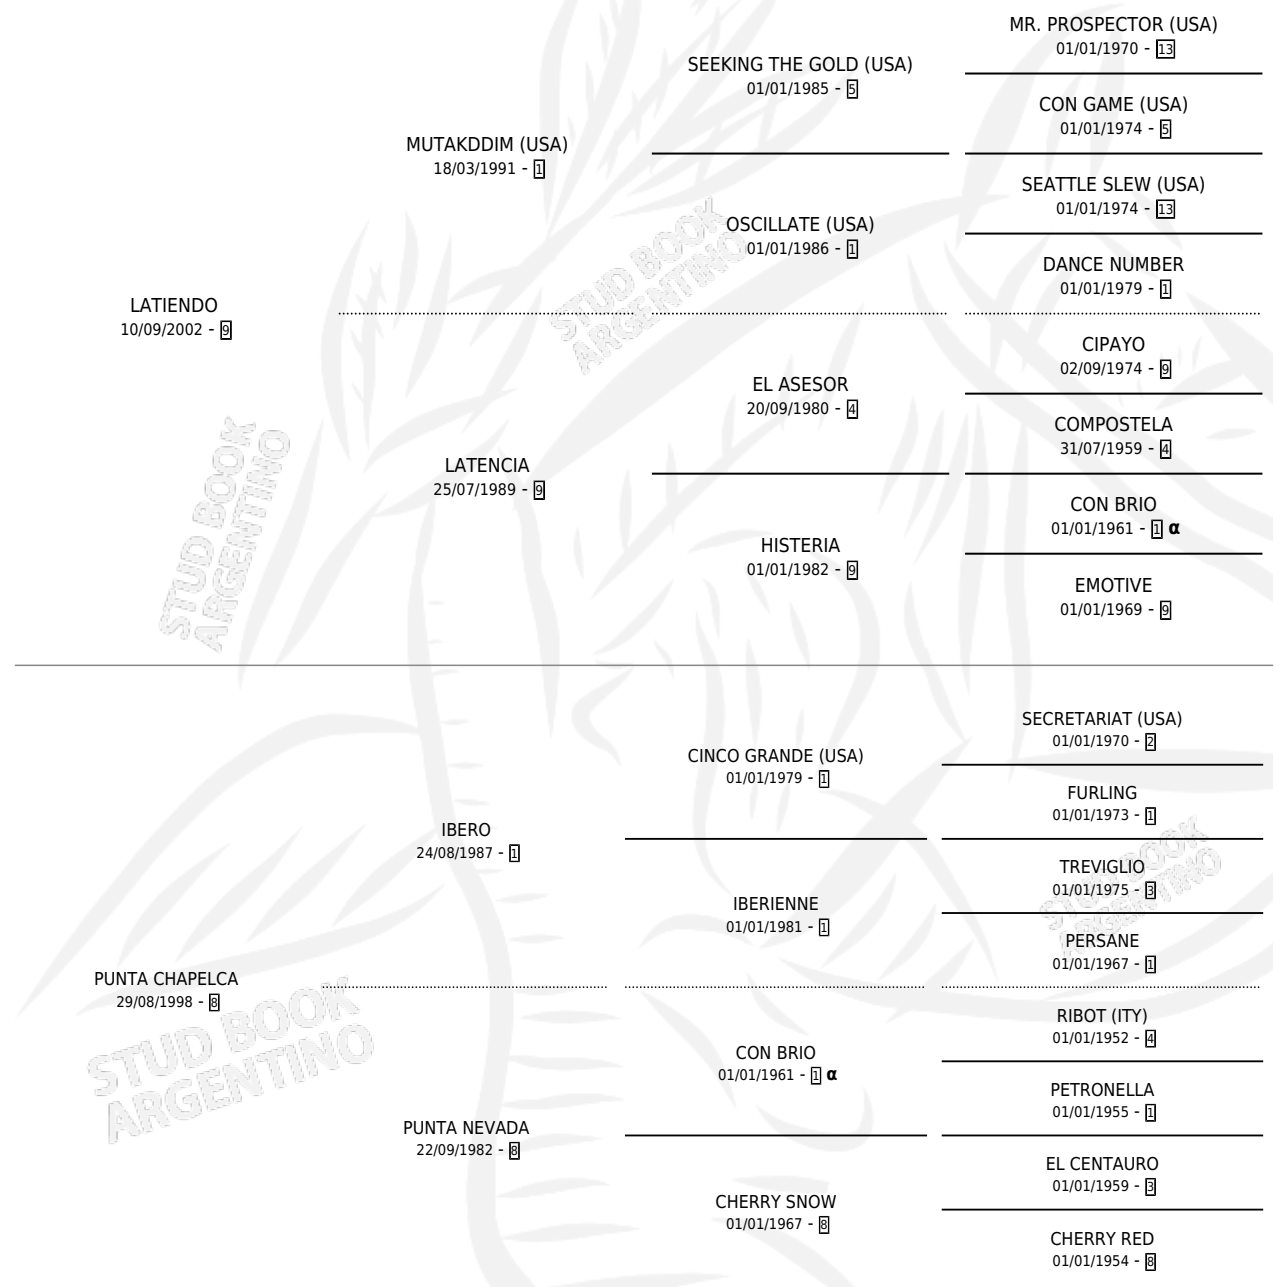 MR. PROSPECTOR (USA)
01/01/1970 - 13
SEEKING THE GOLD (USA)
01/01/1985 - 5
CON GAME (USA)
01/01/1974 - 5
MUTAKDDIM (USA)
18/03/1991 - 1
SEATTLE SLEW (USA)
01/01/1974 - 13
OSCILLATE (USA)
01/01/1986 - 1
DANCE NUMBER
01/01/1979 - 1
LATIENDO
10/09/2002 - 9
CIPAYO
02/09/1974 - 9
EL ASESOR
20/09/1980 - 4
COMPOSTELA
31/07/1959 - 4
LATENCIA
25/07/1989 - 9
CON BRIO
01/01/1961 - 1 α
HISTERIA
01/01/1982 - 9
EMOTIVE
01/01/1969 - 9
STUD BOOK
ARGENTINO
STUD BOOK
ARGENTINO
SECRETARIAT (USA)
01/01/1970 - 2
CINCO GRANDE (USA)
01/01/1979 - 1
FURLING
01/01/1973 - 1
IBERO
24/08/1987 - 1
TREVIGLIO
01/01/1975 - 3
IBERIENNE
01/01/1981 - 1
PERSANE
01/01/1967 - 1
PUNTA CHAPELCA
29/08/1998 - 8
RIBOT (ITY)
01/01/1952 - 4
CON BRIO
01/01/1961 - 1 α
PETRONELLA
01/01/1955 - 1
PUNTA NEVADA
22/09/1982 - 8
EL CENTAURO
01/01/1959 - 3
CHERRY SNOW
01/01/1967 - 8
CHERRY RED
01/01/1954 - 8
STUD BOOK
ARGENTINO
STUD BOOK
ARGENTINO